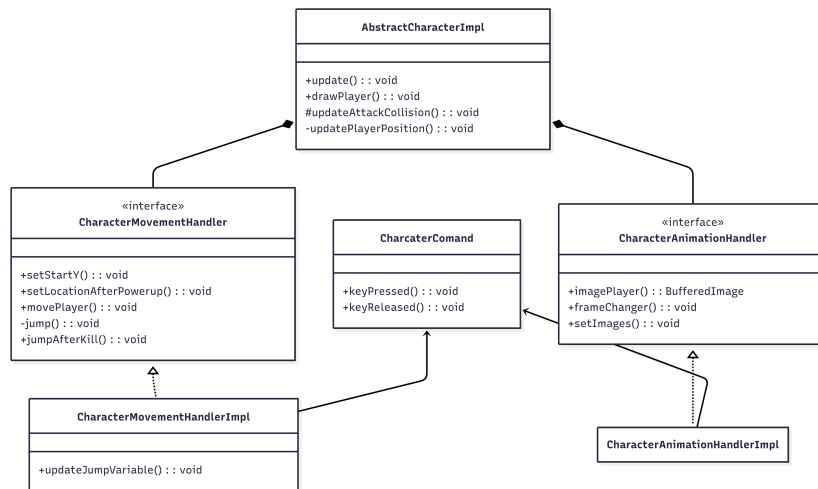 AbstractCharacterImpl
+update() : : void
+drawPlayer() : : void
#updateAttackCollision() : : void
-updatePlayerPosition() : : void
«interface»
CharacterMovementHandler
+setStartY() : : void
+setLocationAfterPowerup() : : void
+movePlayer() : : void
-jump() : : void
+jumpAfterKill() : : void
CharcaterComand
+keyPressed() : : void
+keyReleased() : : void
«interface»
CharacterAnimationHandler
+imagePlayer() : : BufferedImage
+frameChanger() : : void
+setImages() : : void
CharacterMovementHandlerImpl
+updateJumpVariable() : : void
CharacterAnimationHandlerImpl